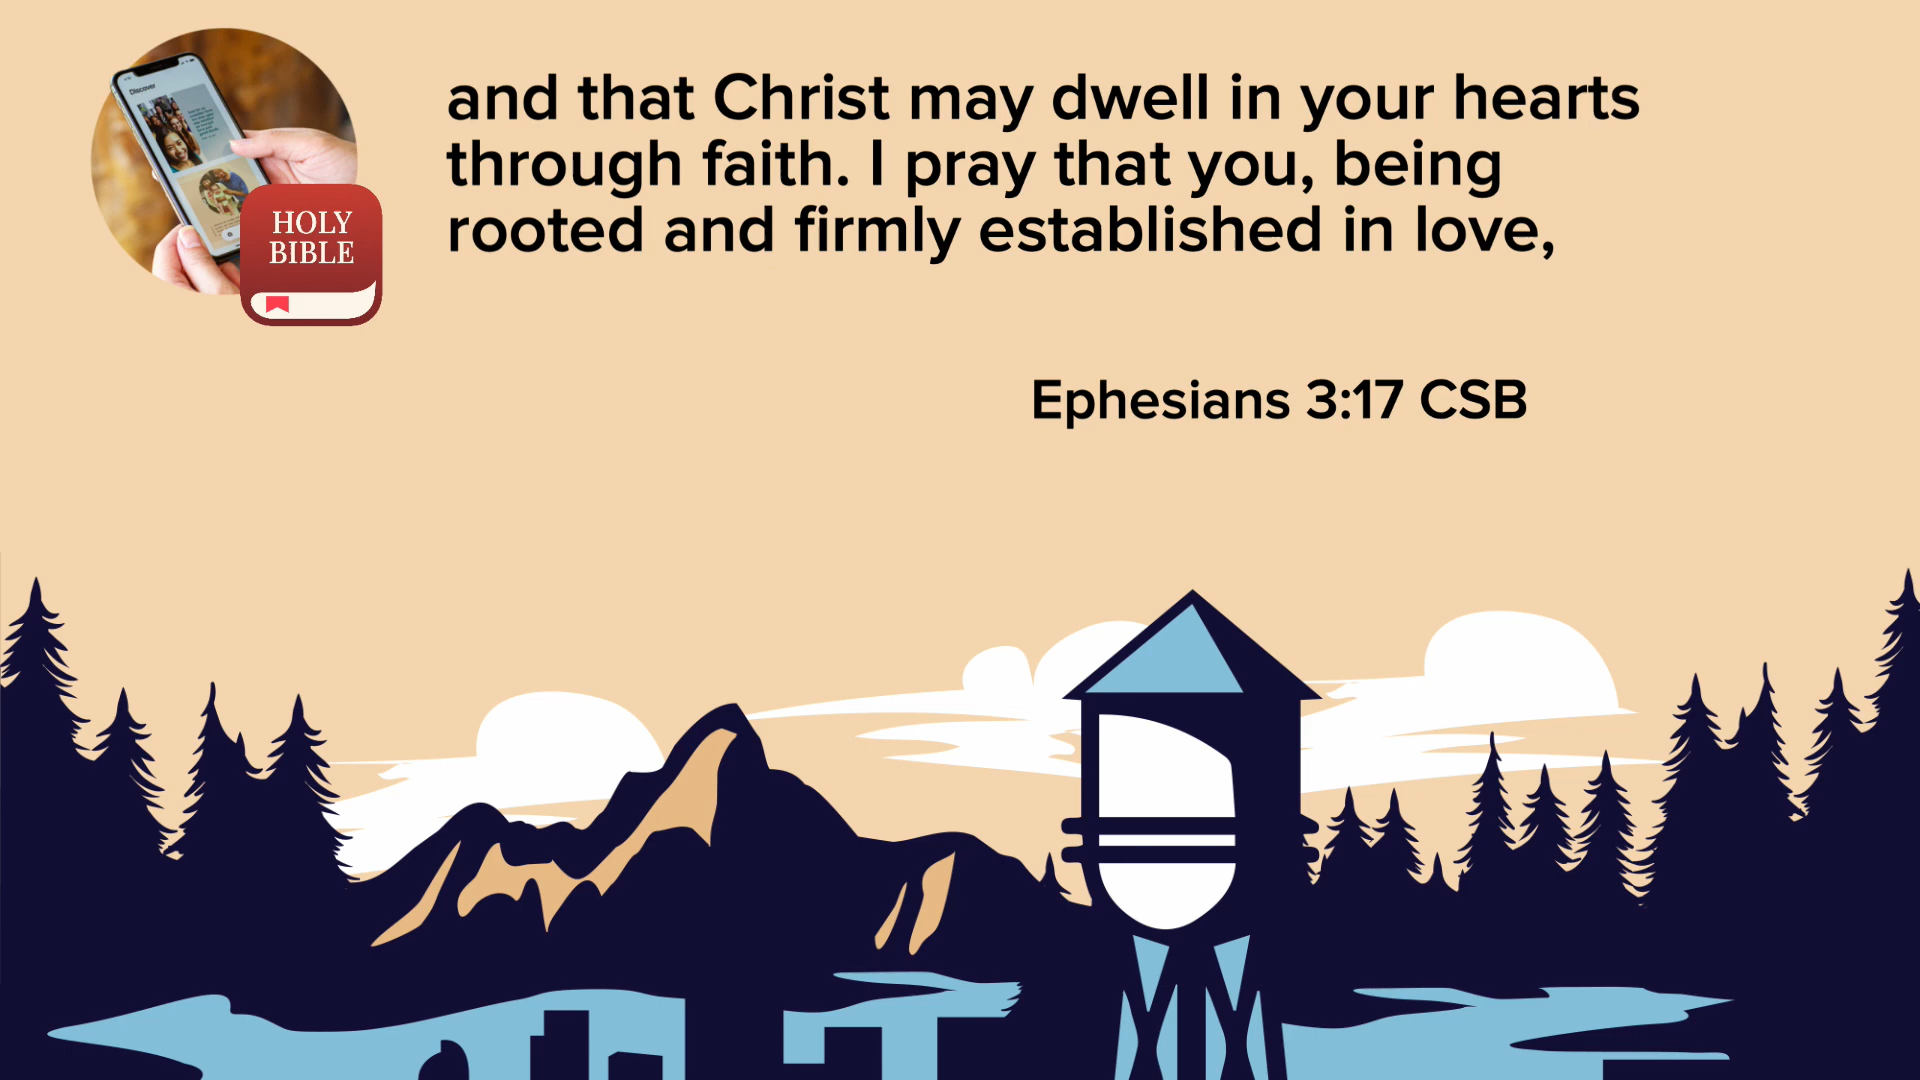 Discover
HOLY
BIBLE
and that Christ may dwell in your hearts
through faith. I pray that you, being
rooted and firmly established in love,
Ephesians 3:17 CSB